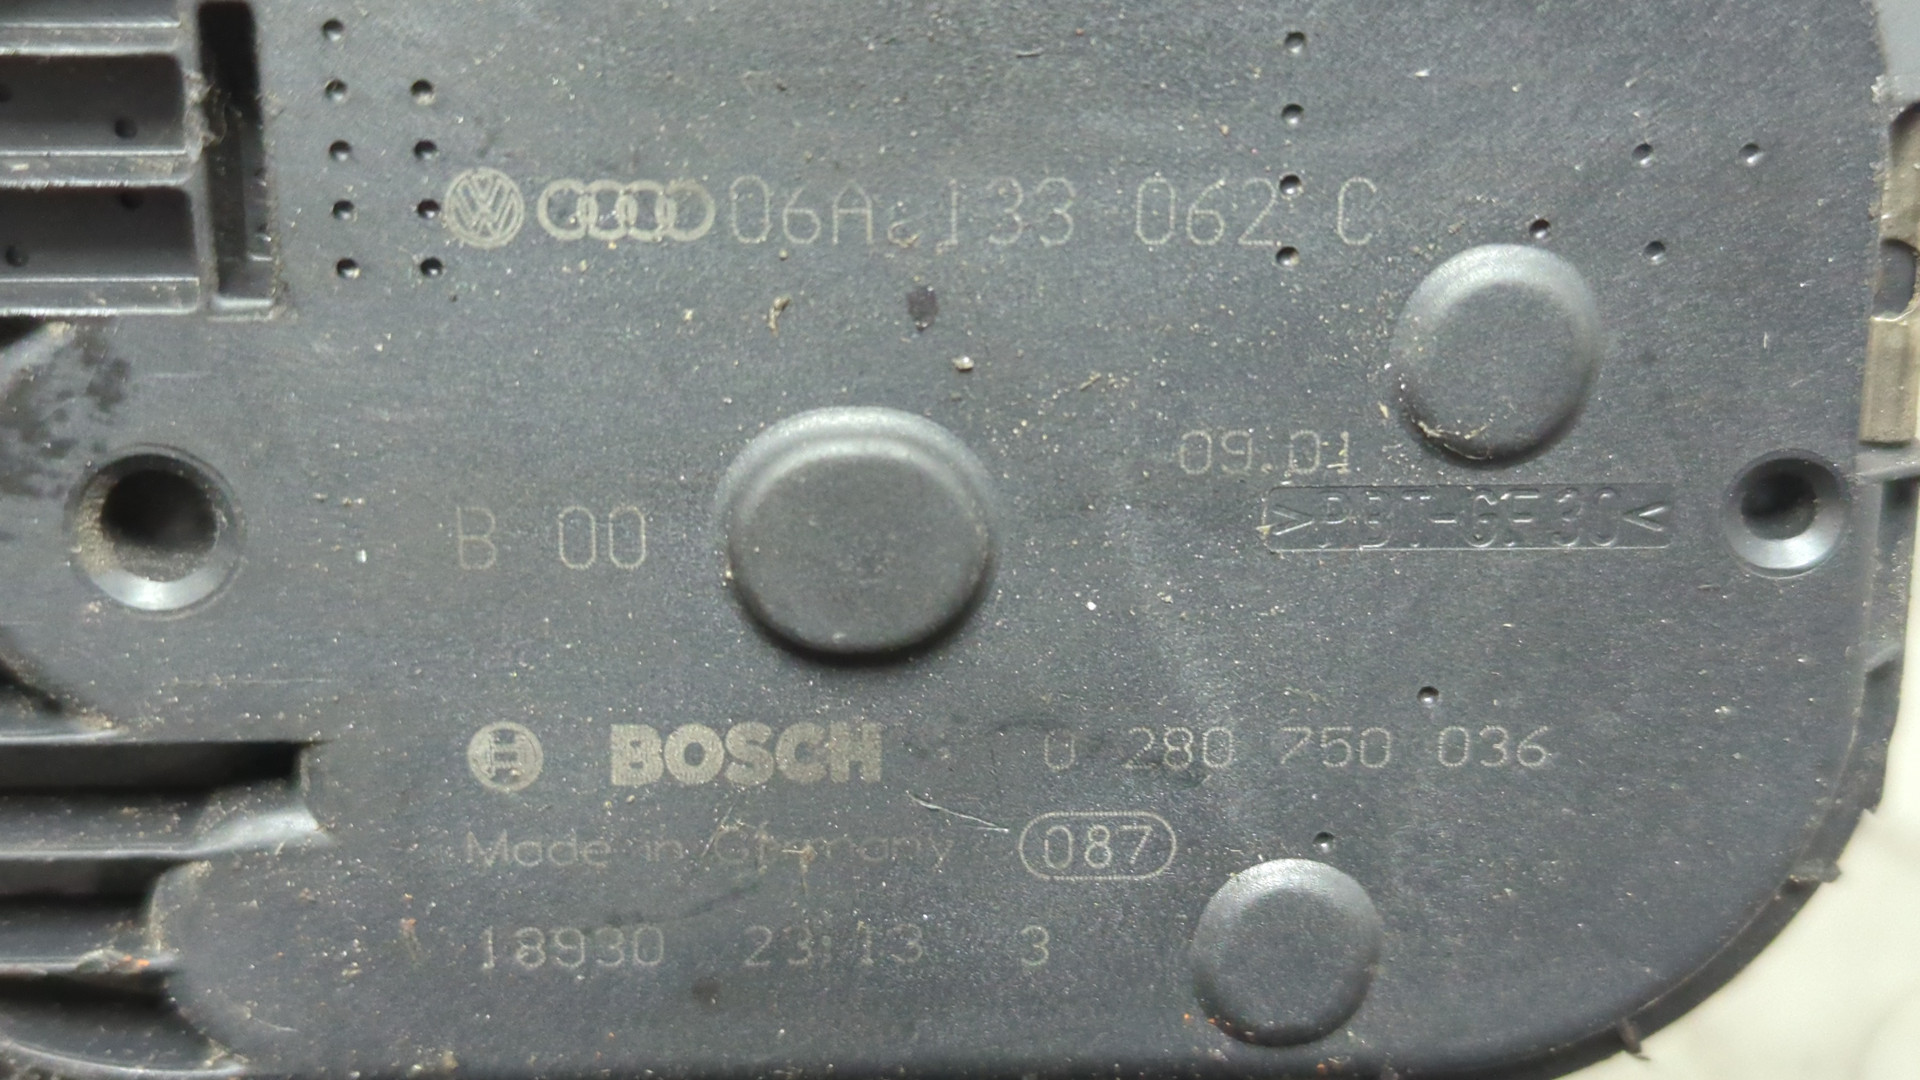 06A 133 062 C
09.01
B 00
>PBT-GF30<
BOSCH 0 280 750 036
Made in Germany 087
18930 23:13 3